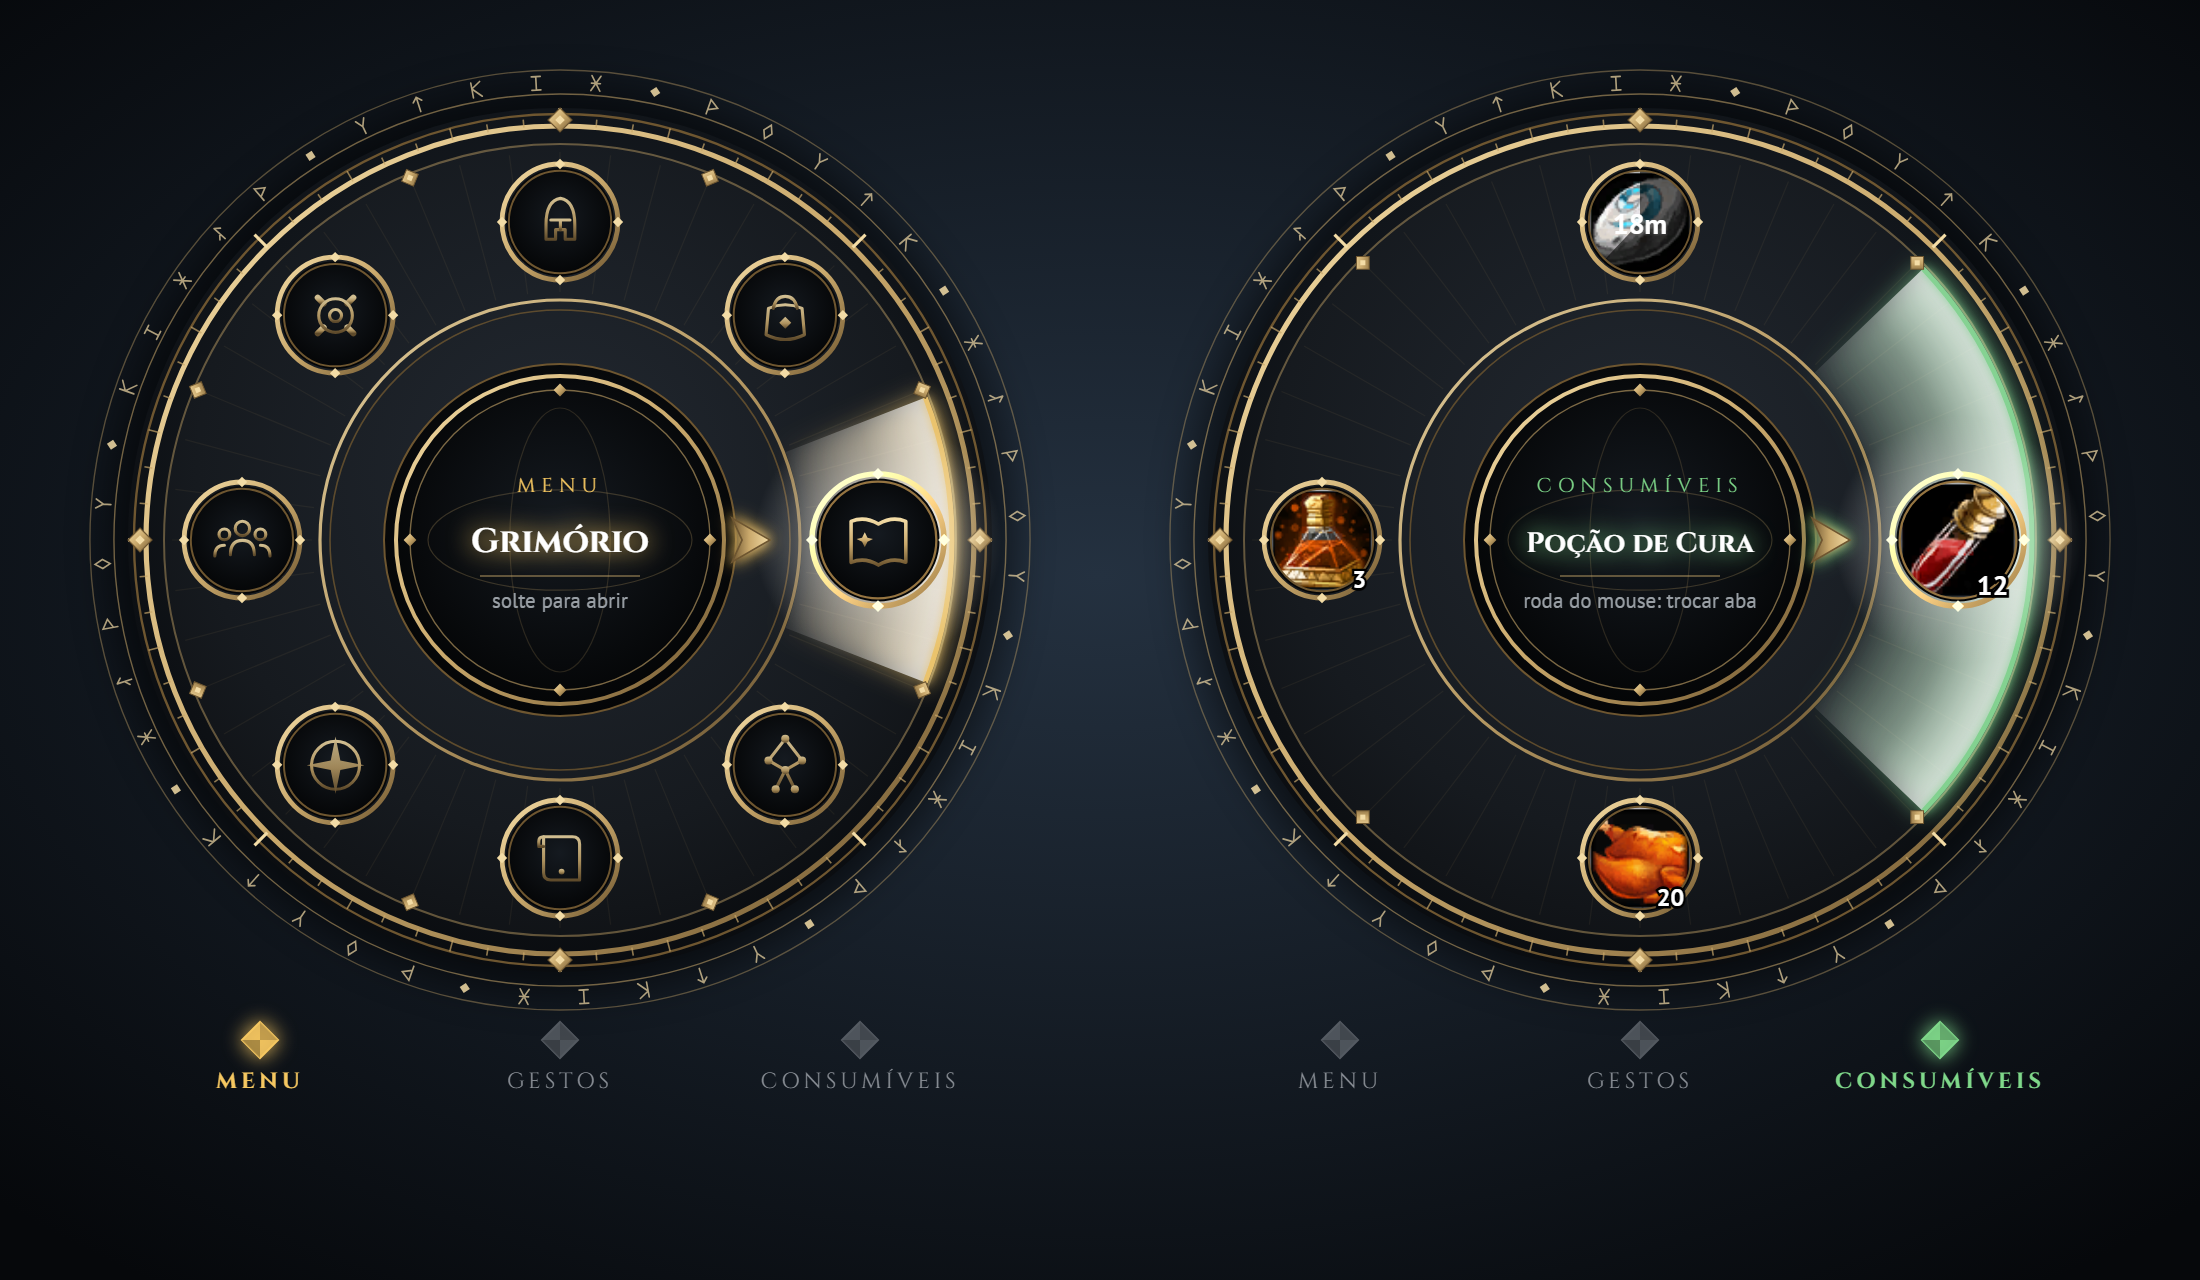 MENU
GRIMÓRIO
solte para abrir
MENU
GESTOS
CONSUMÍVEIS
18m
3
CONSUMÍVEIS
POÇÃO DE CURA
roda do mouse: trocar aba
12
20
MENU
GESTOS
CONSUMÍVEIS